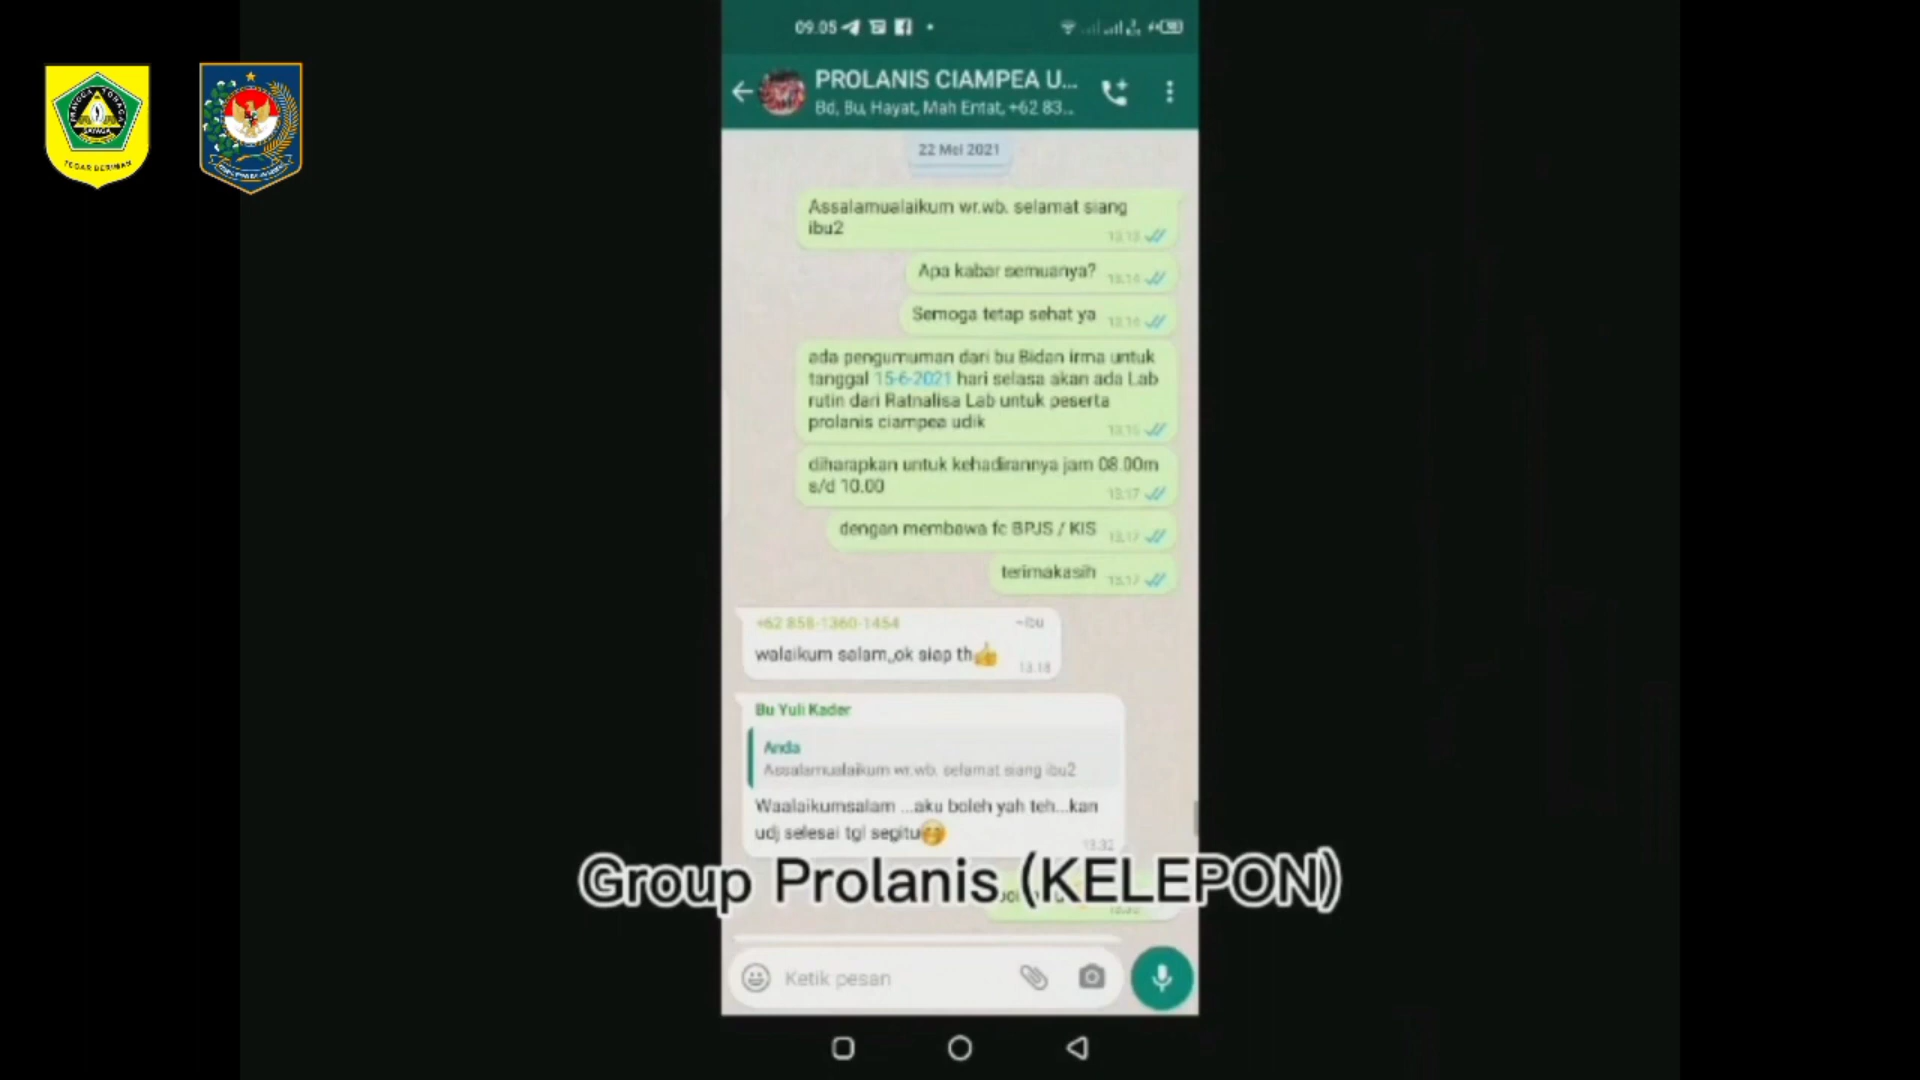 PRAYOGA TOHAGA
SAYAGA
TEGAR BERIMAN
09.05
PROLANIS CIAMPEA U...
Bd, Bu, Hayat, Mah Entat, +62 83...
22 Mei 2021
Assalamualaikum wr.wb. selamat siang
ibu2
13.13
Apa kabar semuanya?
13.14
Semoga tetap sehat ya
13.14
ada pengumuman dari bu Bidan irma untuk
tanggal 15-6-2021 hari selasa akan ada Lab
rutin dari Ratnalisa Lab untuk peserta
prolanis ciampea udik
13.15
diharapkan untuk kehadirannya jam 08.00m
s/d 10.00
13.17
dengan membawa fc BPJS / KIS
13.17
terimakasih
13.17
+62 858-1360-1454 ~ibu
walaikum salam,,ok siap th👍
13.18
Bu Yuli Kader
Anda
Assalamualaikum wr.wb. selamat siang ibu2
Waalaikumsalam ...aku boleh yah teh...kan
udj selesai tgl segitu🤭
13.32
Group Prolanis (KELEPON)
Ketik pesan